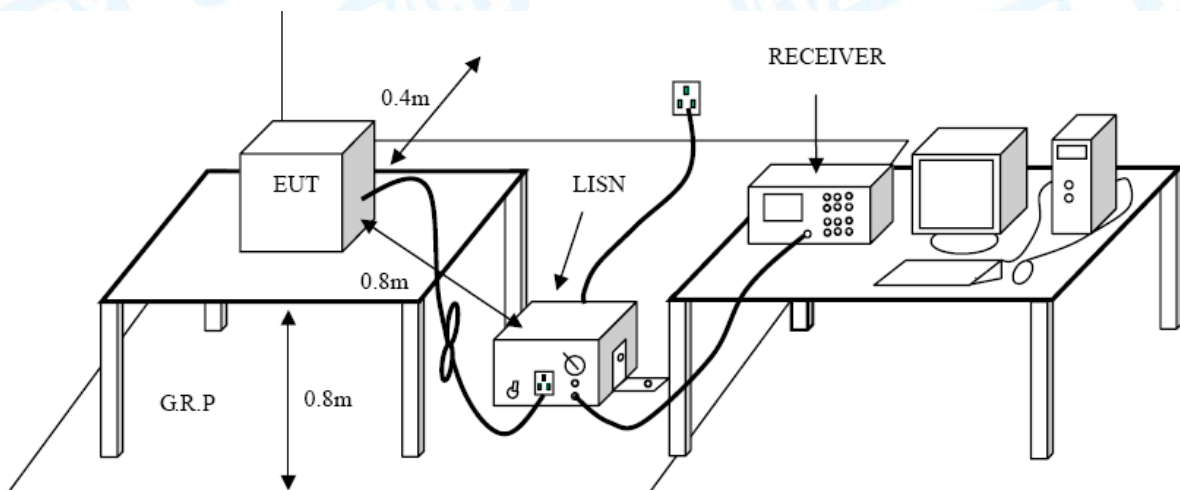 RECEIVER
0.4m
EUT
LISN
0.8m
G.R.P
0.8m